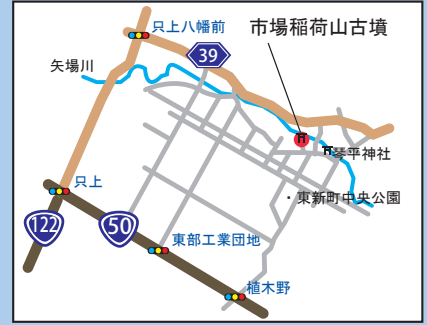 只上八幡前
市場稲荷山古墳
39
矢場川
琴平神社
只上
・東新町中央公園
122
50
東部工業団地
植木野